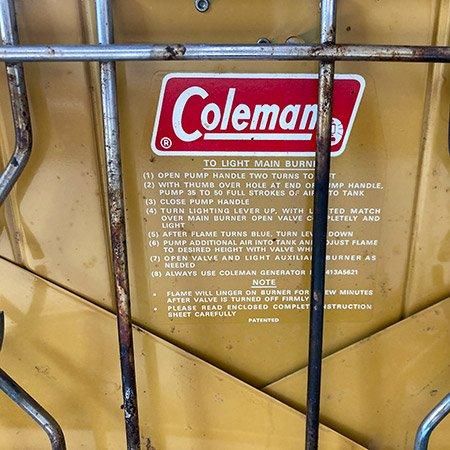 Coleman
®
TO LIGHT MAIN BURNER
(1) OPEN PUMP HANDLE TWO TURNS TO
(2) WITH THUMB OVER HOLE AT END OF PUMP HANDLE,
PUMP 35 TO 50 FULL STROKES OF AIR INTO TANK
(3) CLOSE PUMP HANDLE
(4) TURN LIGHTING LEVER UP, WITH LIGHTED MATCH
OVER MAIN BURNER OPEN VALVE COMPLETELY AND
LIGHT
(5) AFTER FLAME TURNS BLUE, TURN LEVER DOWN
(6) PUMP ADDITIONAL AIR INTO TANK AND ADJUST FLAME
TO DESIRED HEIGHT WITH VALVE
(7) OPEN VALVE AND LIGHT AUXILIARY BURNER AS
NEEDED
(8) ALWAYS USE COLEMAN GENERATOR 413A5621
NOTE
• FLAME WILL LINGER ON BURNER FOR A FEW MINUTES
AFTER VALVE IS TURNED OFF FIRMLY
• PLEASE READ ENCLOSED COMPLETE INSTRUCTION
SHEET CAREFULLY
PATENTED